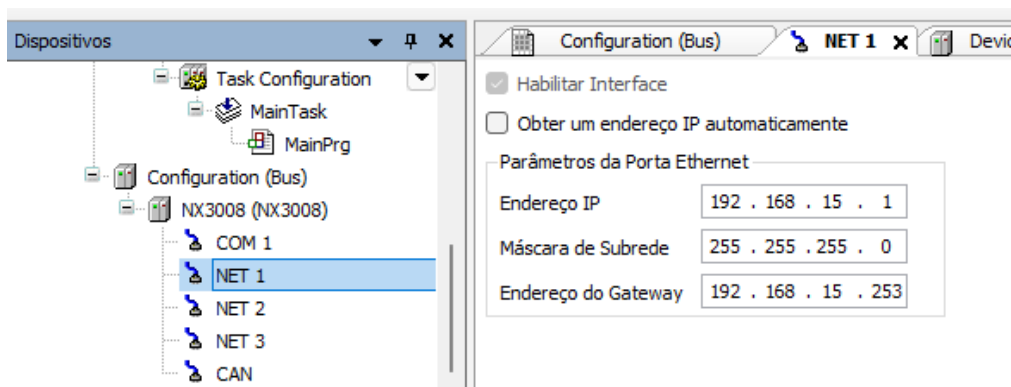 Dispositivos
Task Configuration
MainTask
MainPrg
Configuration (Bus)
NX3008 (NX3008)
COM 1
NET 1
NET 2
NET 3
CAN
Configuration (Bus) NET 1 Devic
Habilitar Interface
Obter um endereço IP automaticamente
Parâmetros da Porta Ethernet
Endereço IP 192 . 168 . 15 . 1
Máscara de Subrede 255 . 255 . 255 . 0
Endereço do Gateway 192 . 168 . 15 . 253